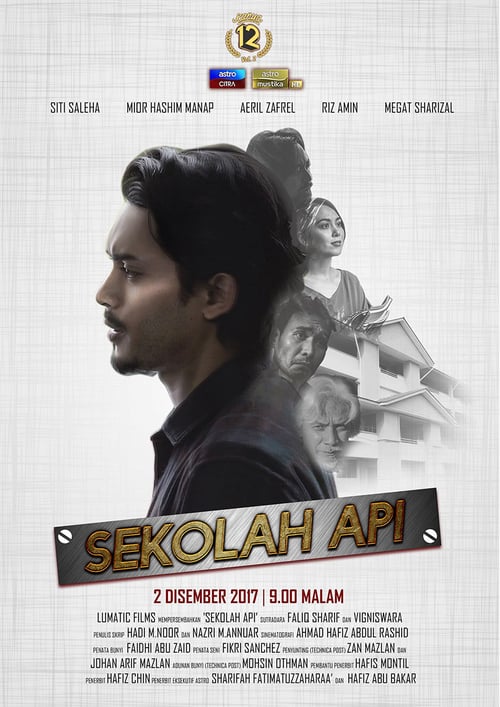 12
astro
CITRA
astro
mustika HD
SITI SALEHA MIOR HASHIM MANAP AERIL ZAFREL RIZ AMIN MEGAT SHARIZAL
SEKOLAH API
2 DISEMBER 2017 | 9.00 MALAM
LUMATIC FILMS MEMPERSEMBAHKAN 'SEKOLAH API' SUTRADARA FALIQ SHARIF DAN VIGNISWARA
PENULIS SKRIP HADI M.NOOR DAN NAZRI M.ANNUAR SINEMATOGRAFI AHMAD HAFIZ ABDUL RASHID
PENATA BUNYI FAIDHI ABU ZAID PENATA SENI FIKRI SANCHEZ PENYUNTING (TECHNICA POST) ZAN MAZLAN DAN
JOHAN ARIF MAZLAN ADUNAN BUNYI (TECHNICA POST) MOHSIN OTHMAN PEMBANTU PENERBIT HAFIS MONTIL
PENERBIT HAFIZ CHIN PENERBIT EKSEKUTIF ASTRO SHARIFAH FATIMATUZZAHARAA' DAN HAFIZ ABU BAKAR